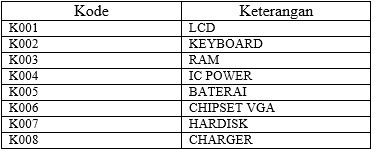 Kode Keterangan
K001 LCD
K002 KEYBOARD
K003 RAM
K004 IC POWER
K005 BATERAI
K006 CHIPSET VGA
K007 HARDISK
K008 CHARGER